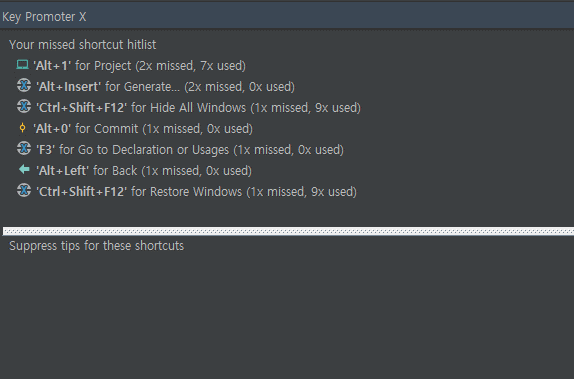 Key Promoter X
Your missed shortcut hitlist
'Alt+1' for Project (2x missed, 7x used)
'Alt+Insert' for Generate... (2x missed, 0x used)
'Ctrl+Shift+F12' for Hide All Windows (1x missed, 9x used)
'Alt+0' for Commit (1x missed, 0x used)
'F3' for Go to Declaration or Usages (1x missed, 0x used)
'Alt+Left' for Back (1x missed, 0x used)
'Ctrl+Shift+F12' for Restore Windows (1x missed, 9x used)
Suppress tips for these shortcuts